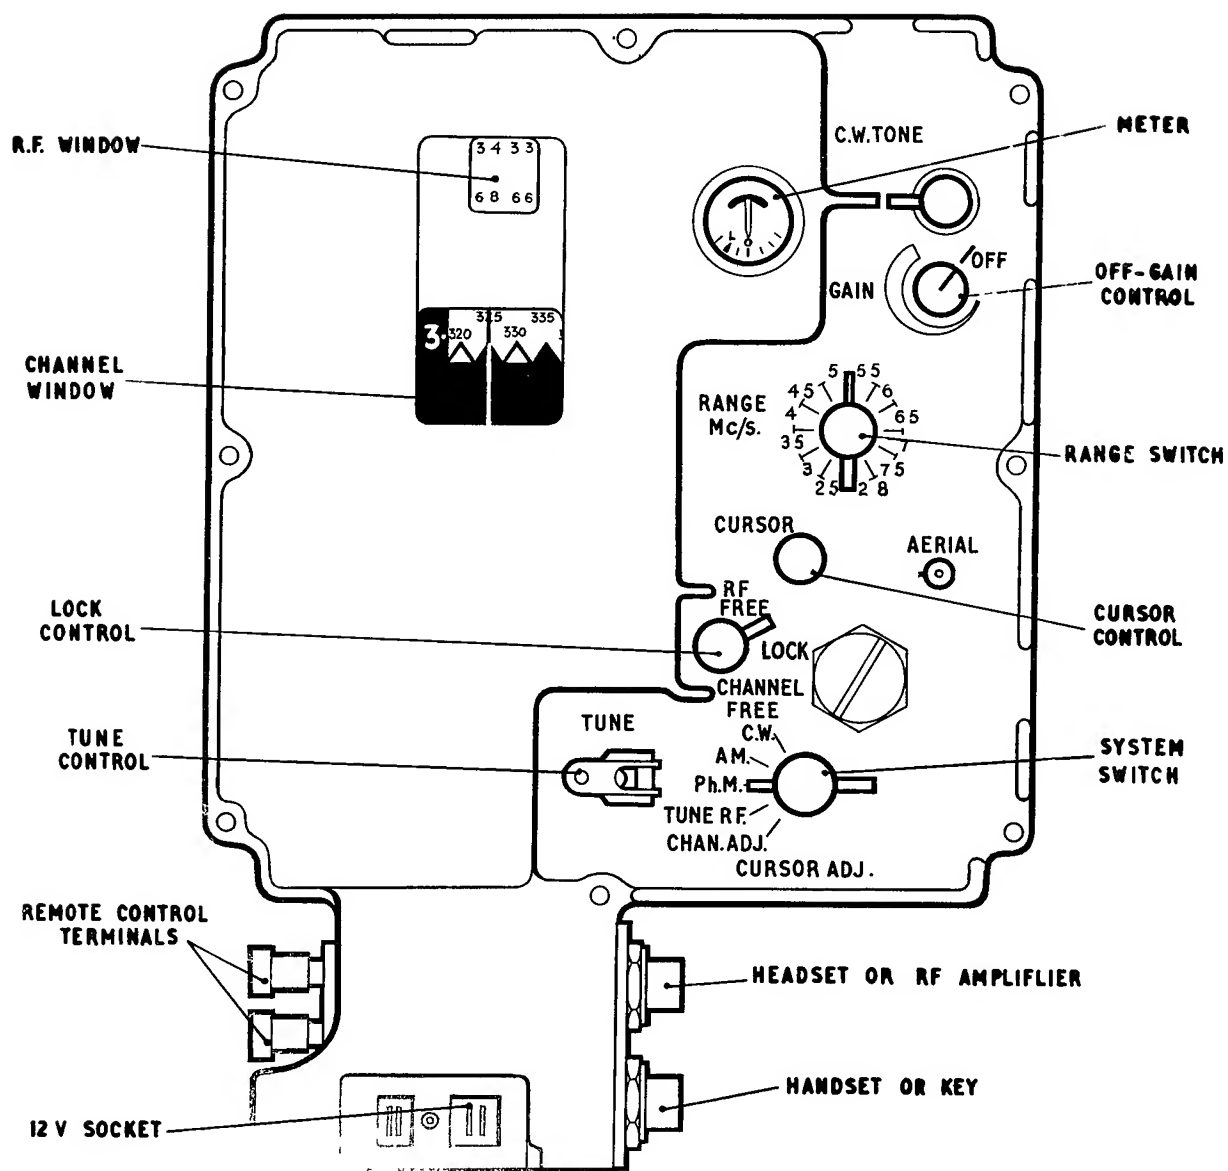 C.W. TONE
METER
R.F. WINDOW
3 4 3 3
6 8 6 6
L
OFF
GAIN
OFF-GAIN
CONTROL
325 335
3. 320 330
CHANNEL
WINDOW
RANGE
Mc/s.
5 5 5
4 5 6
4 6 5
3 5 7
3 7 5
2 5 2 8
RANGE SWITCH
CURSOR
AERIAL
LOCK
CONTROL
RF
FREE
LOCK
CHANNEL
FREE
CURSOR
CONTROL
TUNE
CONTROL
TUNE
C.W.
A M.
Ph.M.
TUNE R F.
CHAN. ADJ.
CURSOR ADJ.
SYSTEM
SWITCH
REMOTE CONTROL
TERMINALS
HEADSET OR RF AMPLIFLIER
HANDSET OR KEY
12 V SOCKET